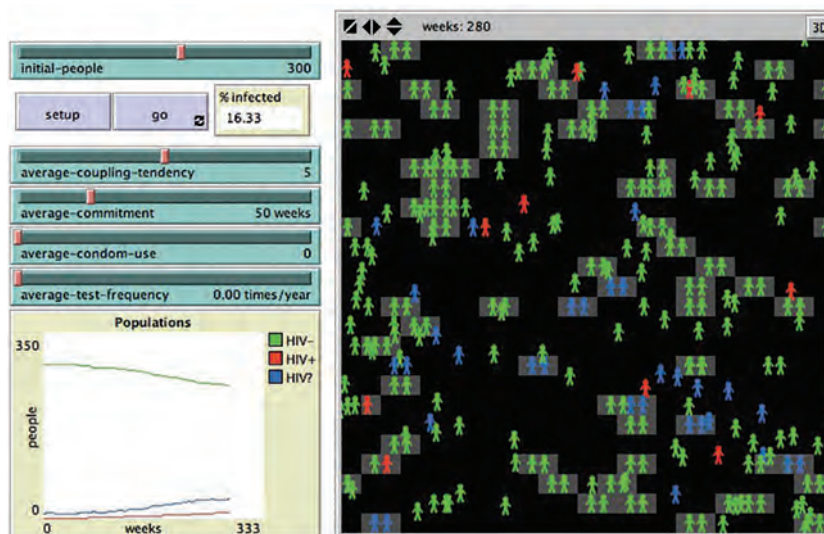 weeks: 280
3D
initial-people 300
setup
go
% infected
16.33
average-coupling-tendency 5
average-commitment 50 weeks
average-condom-use 0
average-test-frequency 0.00 times/year
Populations
350
people
0
0 weeks 333
HIV-
HIV+
HIV?